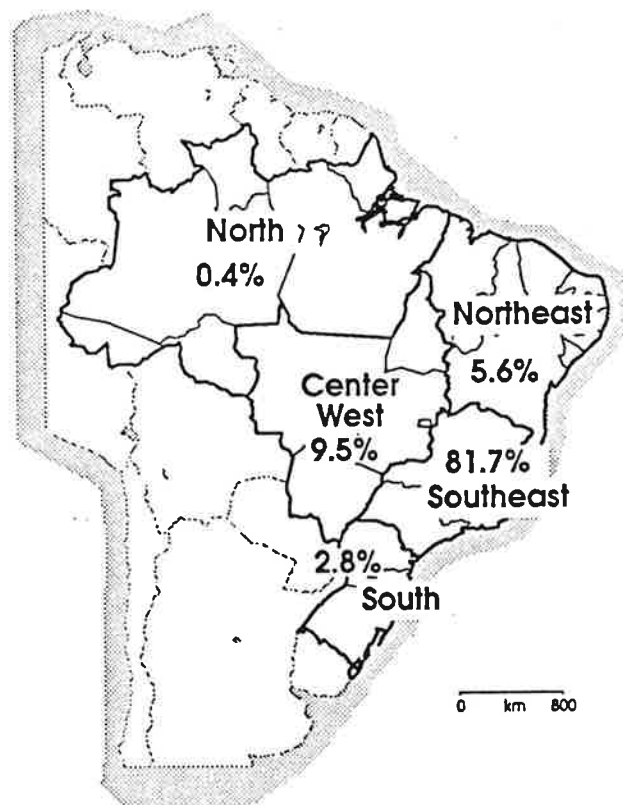 North
0.4%
Northeast
5.6%
Center
West
9.5%
81.7%
Southeast
2.8%
South
0 km 800